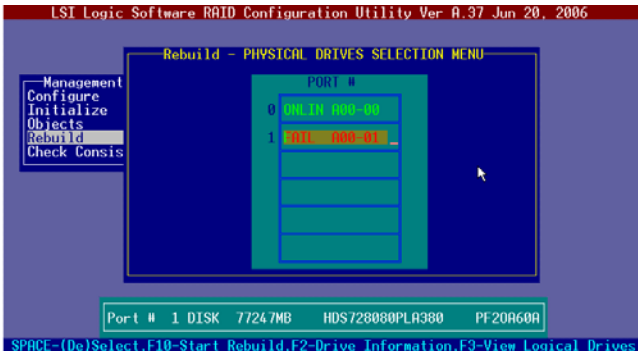 LSI Logic Software RAID Configuration Utility Ver A.37 Jun 20, 2006
Rebuild - PHYSICAL DRIVES SELECTION MENU
Management
Configure
Initialize
Objects
Rebuild
Check Consis
PORT #
0 ONLIN A00-00
1 FAIL A00-01
Port # 1 DISK 77247MB HDS728080PLA380 PF2OA60A
SPACE-(De)Select,F10-Start Rebuild,F2-Drive Information,F3-View Logical Drives